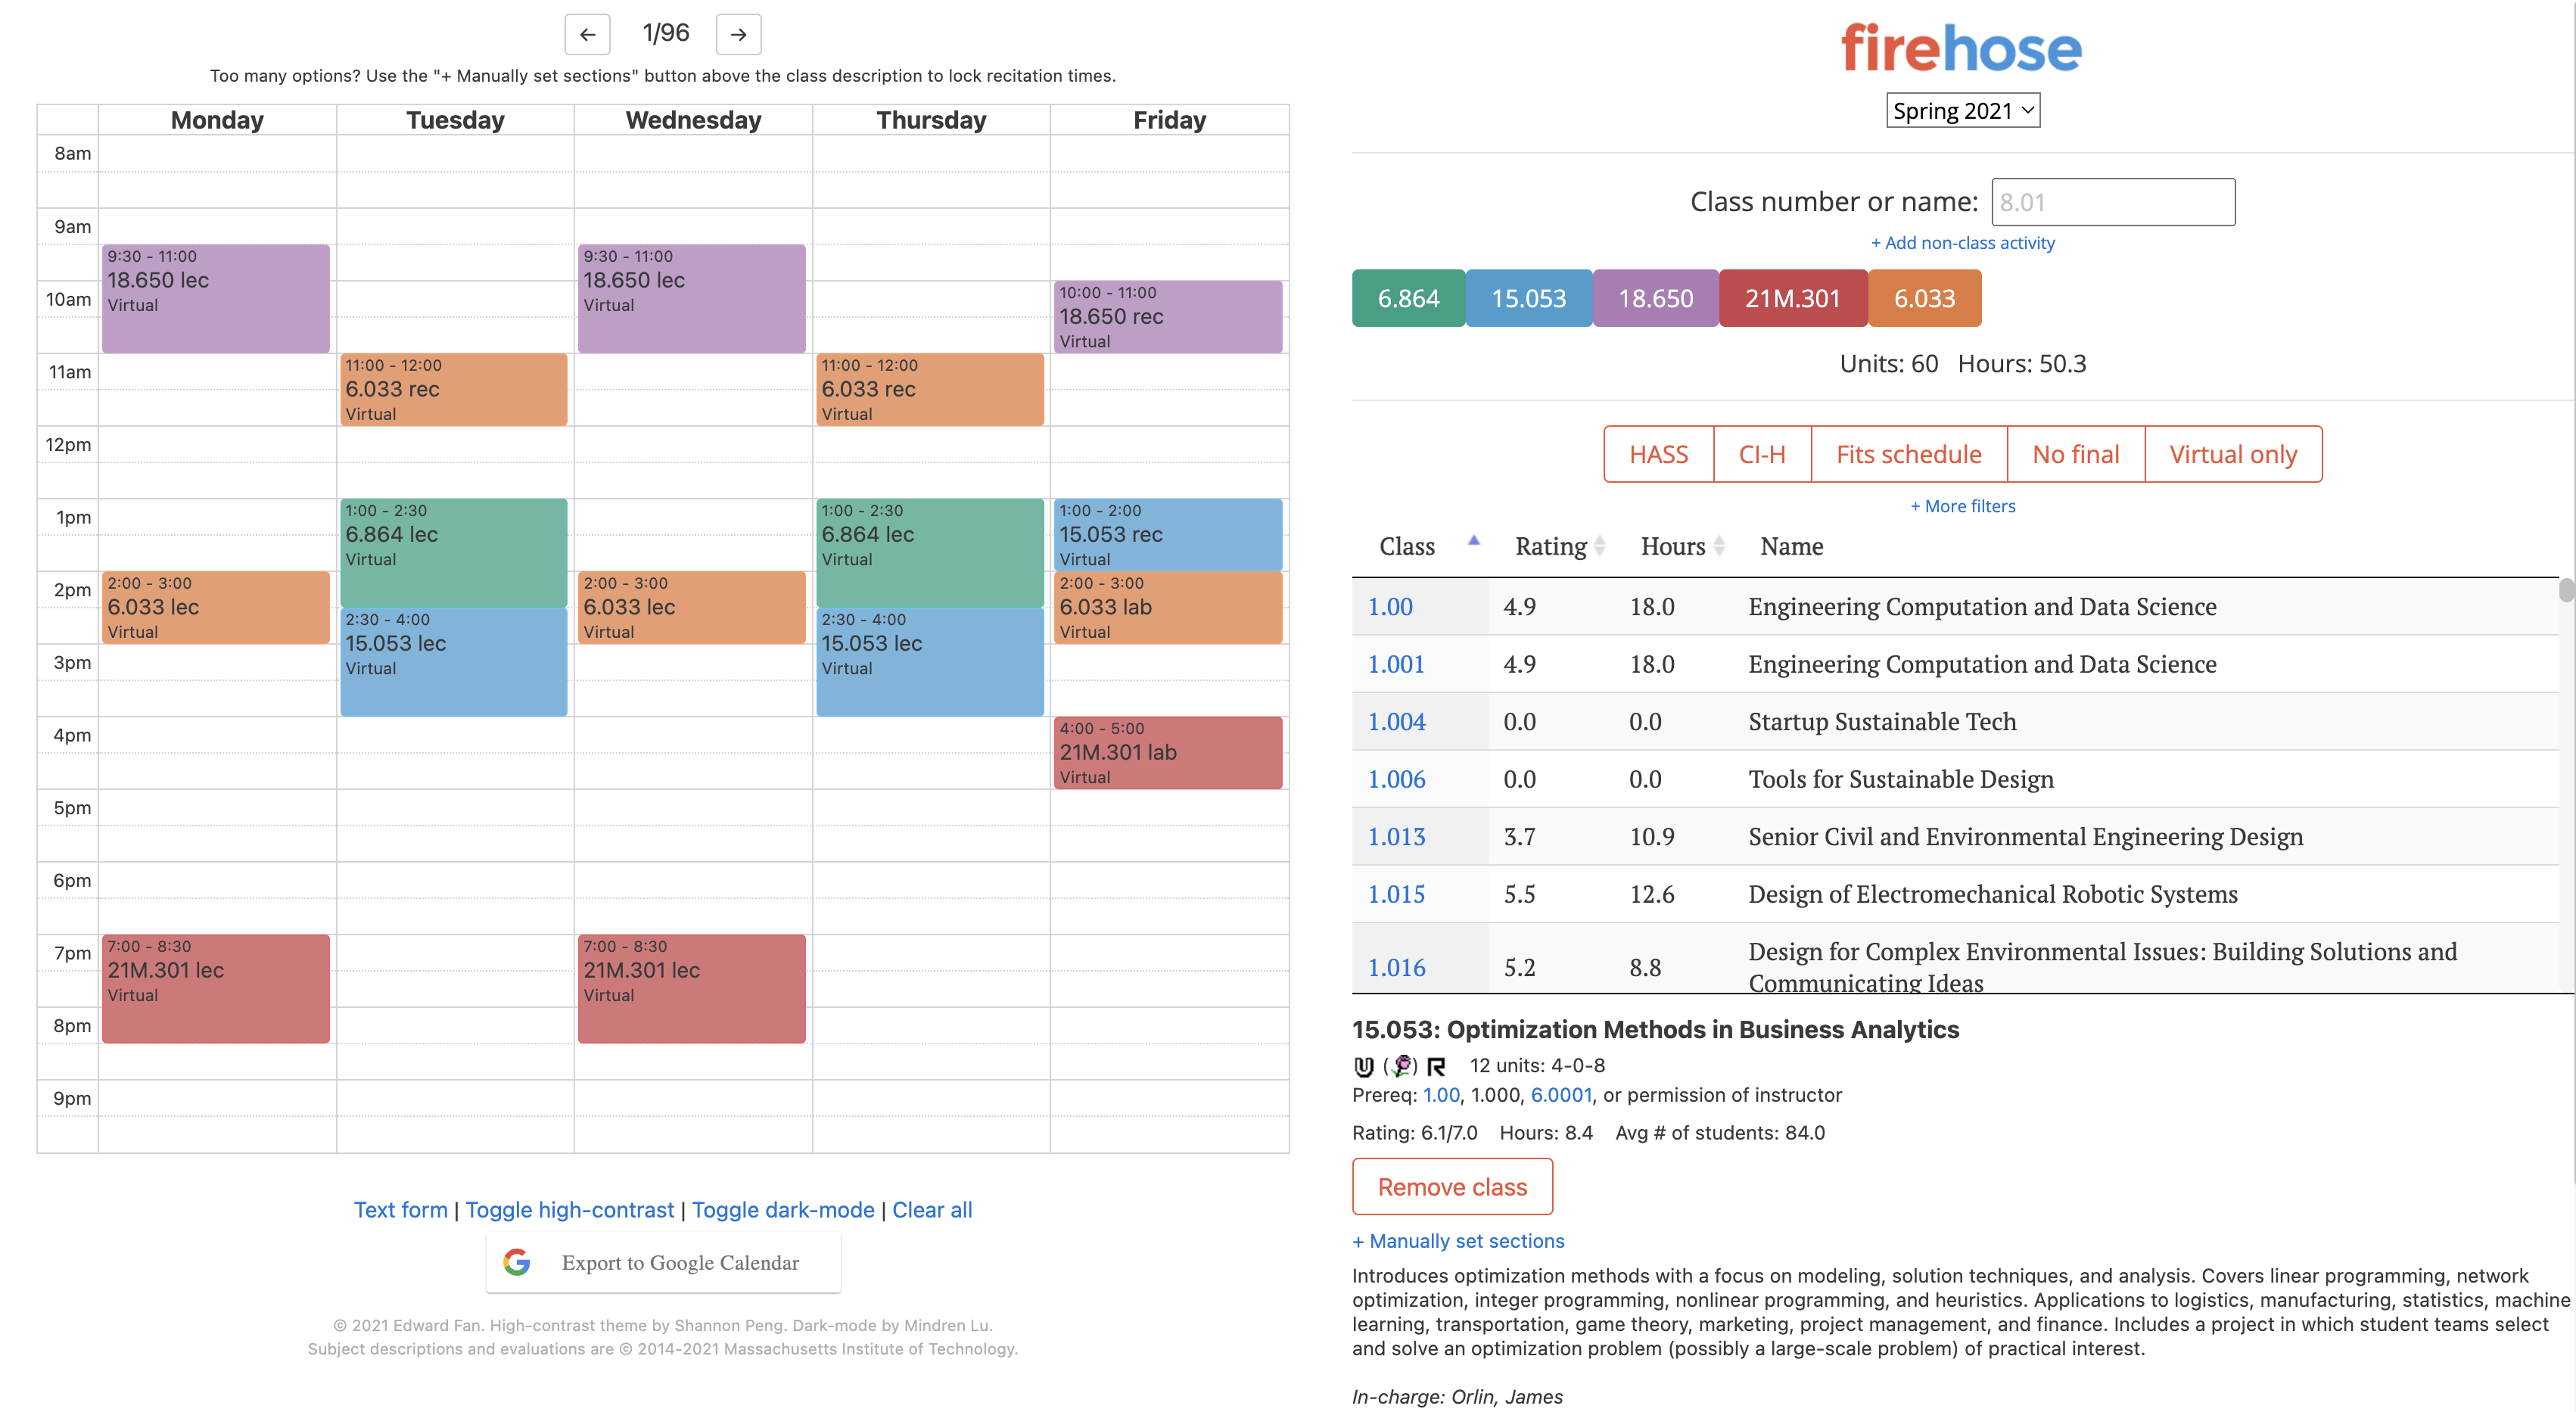 ← 1/96 →
Too many options? Use the "+ Manually set sections" button above the class description to lock recitation times.
Monday Tuesday Wednesday Thursday Friday
8am
9am
10am
11am
12pm
1pm
2pm
3pm
4pm
5pm
6pm
7pm
8pm
9pm
9:30 - 11:00
18.650 lec
Virtual
2:00 - 3:00
6.033 lec
Virtual
7:00 - 8:30
21M.301 lec
Virtual
11:00 - 12:00
6.033 rec
Virtual
1:00 - 2:30
6.864 lec
Virtual
2:30 - 4:00
15.053 lec
Virtual
9:30 - 11:00
18.650 lec
Virtual
2:00 - 3:00
6.033 lec
Virtual
7:00 - 8:30
21M.301 lec
Virtual
11:00 - 12:00
6.033 rec
Virtual
1:00 - 2:30
6.864 lec
Virtual
2:30 - 4:00
15.053 lec
Virtual
10:00 - 11:00
18.650 rec
Virtual
1:00 - 2:00
15.053 rec
Virtual
2:00 - 3:00
6.033 lab
Virtual
4:00 - 5:00
21M.301 lab
Virtual
Text form | Toggle high-contrast | Toggle dark-mode | Clear all
Export to Google Calendar
© 2021 Edward Fan. High-contrast theme by Shannon Peng. Dark-mode by Mindren Lu.
Subject descriptions and evaluations are © 2014-2021 Massachusetts Institute of Technology.
firehose
Spring 2021
Class number or name: 8.01
+ Add non-class activity
6.864 15.053 18.650 21M.301 6.033
Units: 60 Hours: 50.3
HASS CI-H Fits schedule No final Virtual only
+ More filters
Class Rating Hours Name
1.00 4.9 18.0 Engineering Computation and Data Science
1.001 4.9 18.0 Engineering Computation and Data Science
1.004 0.0 0.0 Startup Sustainable Tech
1.006 0.0 0.0 Tools for Sustainable Design
1.013 3.7 10.9 Senior Civil and Environmental Engineering Design
1.015 5.5 12.6 Design of Electromechanical Robotic Systems
1.016 5.2 8.8 Design for Complex Environmental Issues: Building Solutions and
Communicating Ideas
15.053: Optimization Methods in Business Analytics
U ( ) R 12 units: 4-0-8
Prereq: 1.00, 1.000, 6.0001, or permission of instructor
Rating: 6.1/7.0 Hours: 8.4 Avg # of students: 84.0
Remove class
+ Manually set sections
Introduces optimization methods with a focus on modeling, solution techniques, and analysis. Covers linear programming, network
optimization, integer programming, nonlinear programming, and heuristics. Applications to logistics, manufacturing, statistics, machine
learning, transportation, game theory, marketing, project management, and finance. Includes a project in which student teams select
and solve an optimization problem (possibly a large-scale problem) of practical interest.
In-charge: Orlin, James